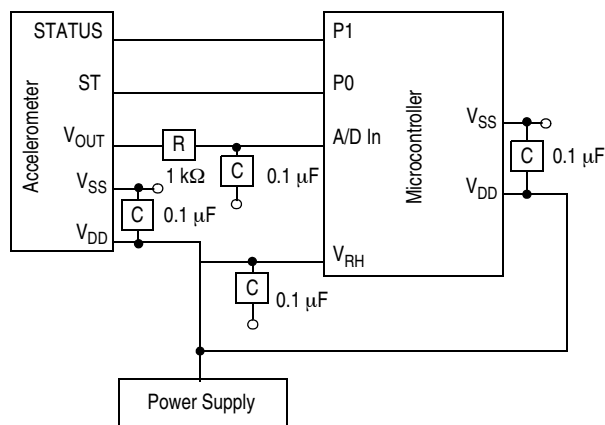 STATUS
P1
ST
P0
VOUT
R
1 kΩ
C
0.1 μF
A/D In
Accelerometer
VSS
C
0.1 μF
VDD
Microcontroller
VSS
C
0.1 μF
VDD
VRH
C
0.1 μF
Power Supply